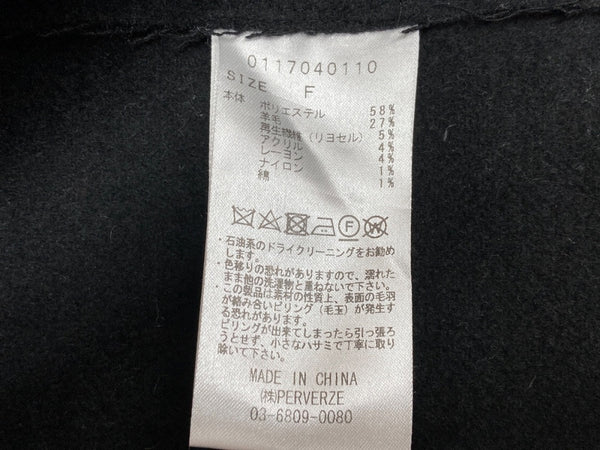 0117040110
SIZE F
本体 ポリエステル 58%
羊毛 27%
再生繊維(リヨセル) 5%
アクリル 4%
レーヨン 4%
ナイロン 1%
綿 1%
・石油系のドライクリーニングをお勧め
します。
・色移りの恐れがありますので、濡れた
まま他の洗濯物と重ねないで下さい。
・この製品は素材の性質上、表面の毛羽
が絡み合いピリング(毛玉)が発生す
る恐れがあります。
ピリングが出来てしまったら引っ張ろ
うとせず、小さなハサミで丁寧に取り
除いて下さい。
MADE IN CHINA
㈱PERVERZE
03-6809-0080